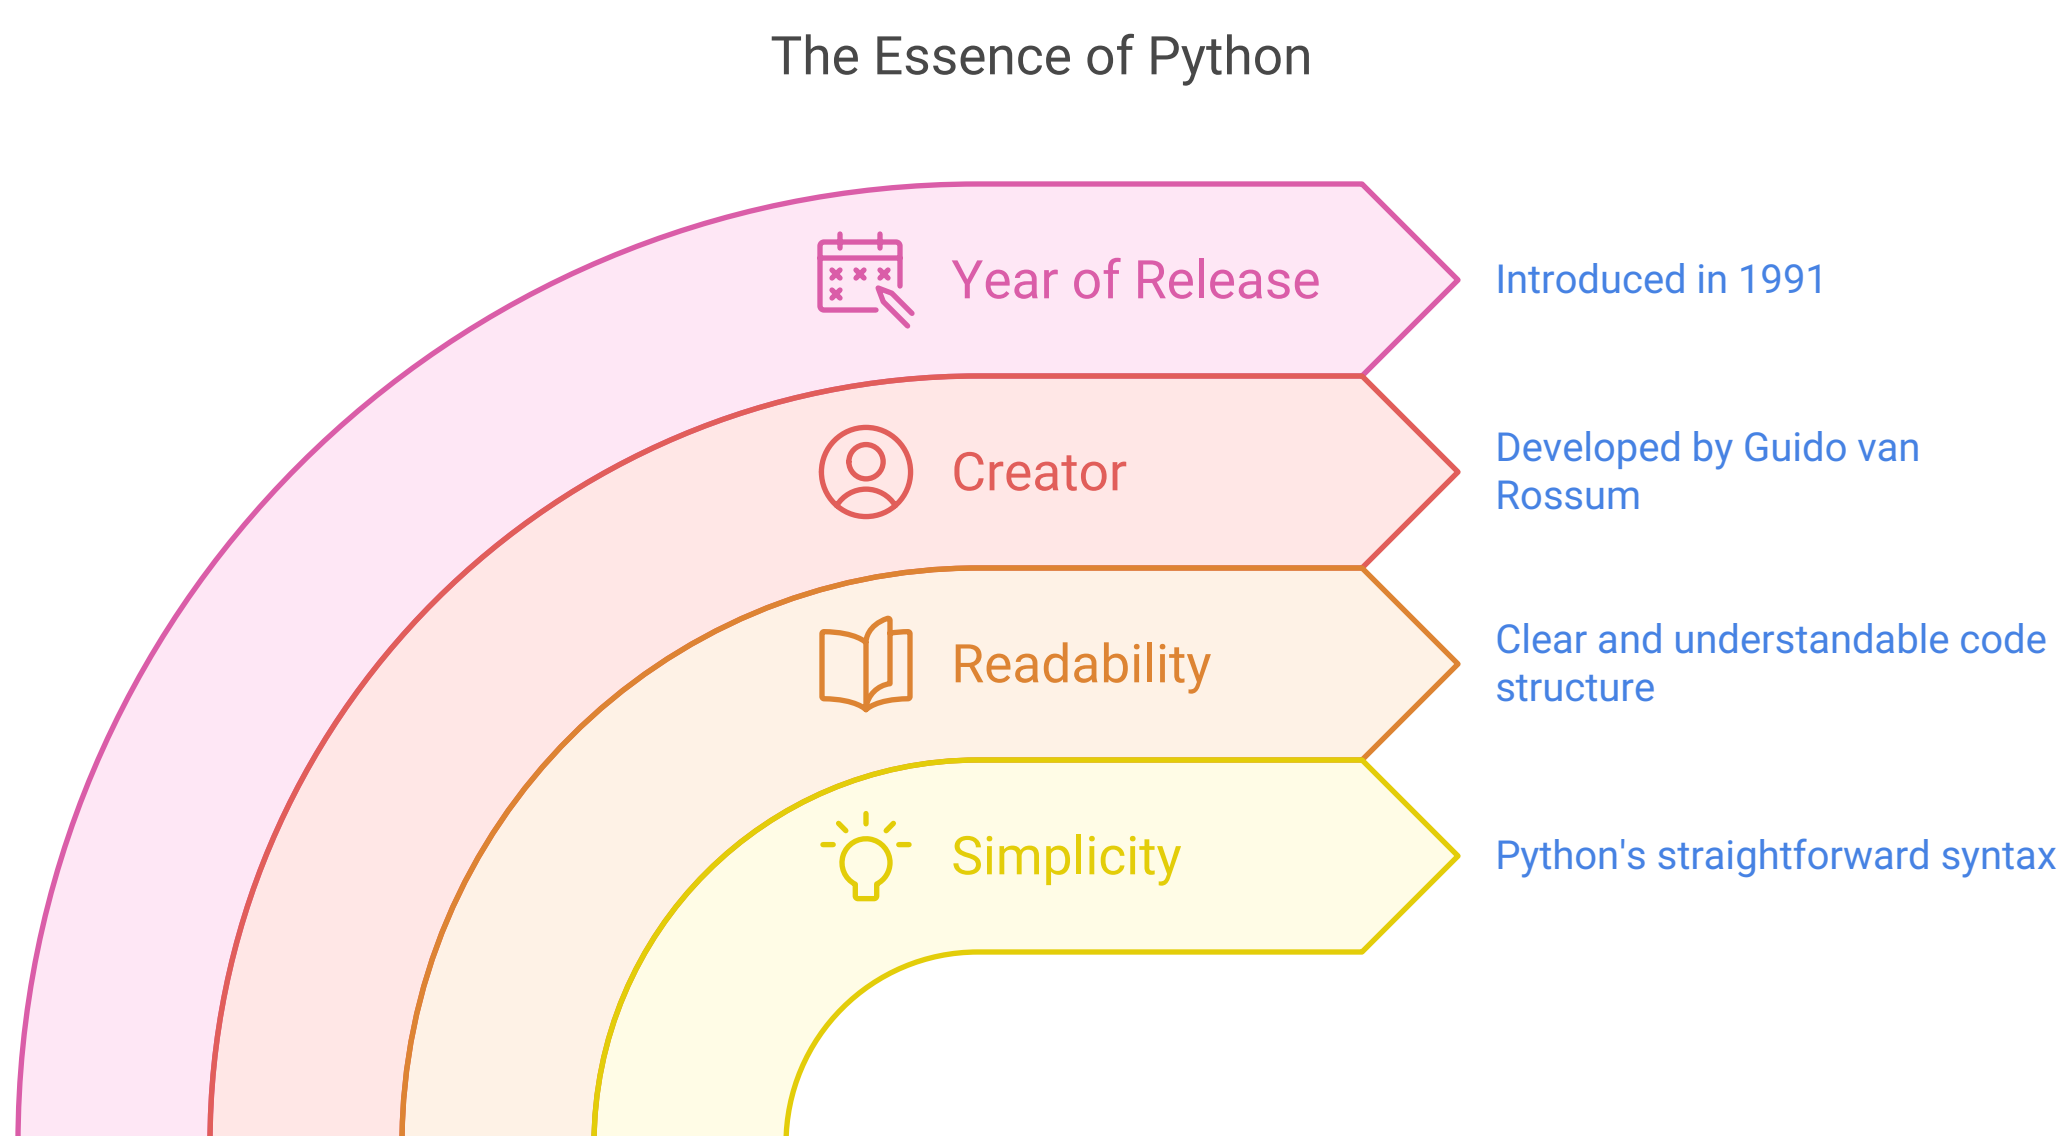 The Essence of Python
Year of Release
Introduced in 1991
Creator
Developed by Guido van
Rossum
Readability
Clear and understandable code
structure
Simplicity
Python's straightforward syntax